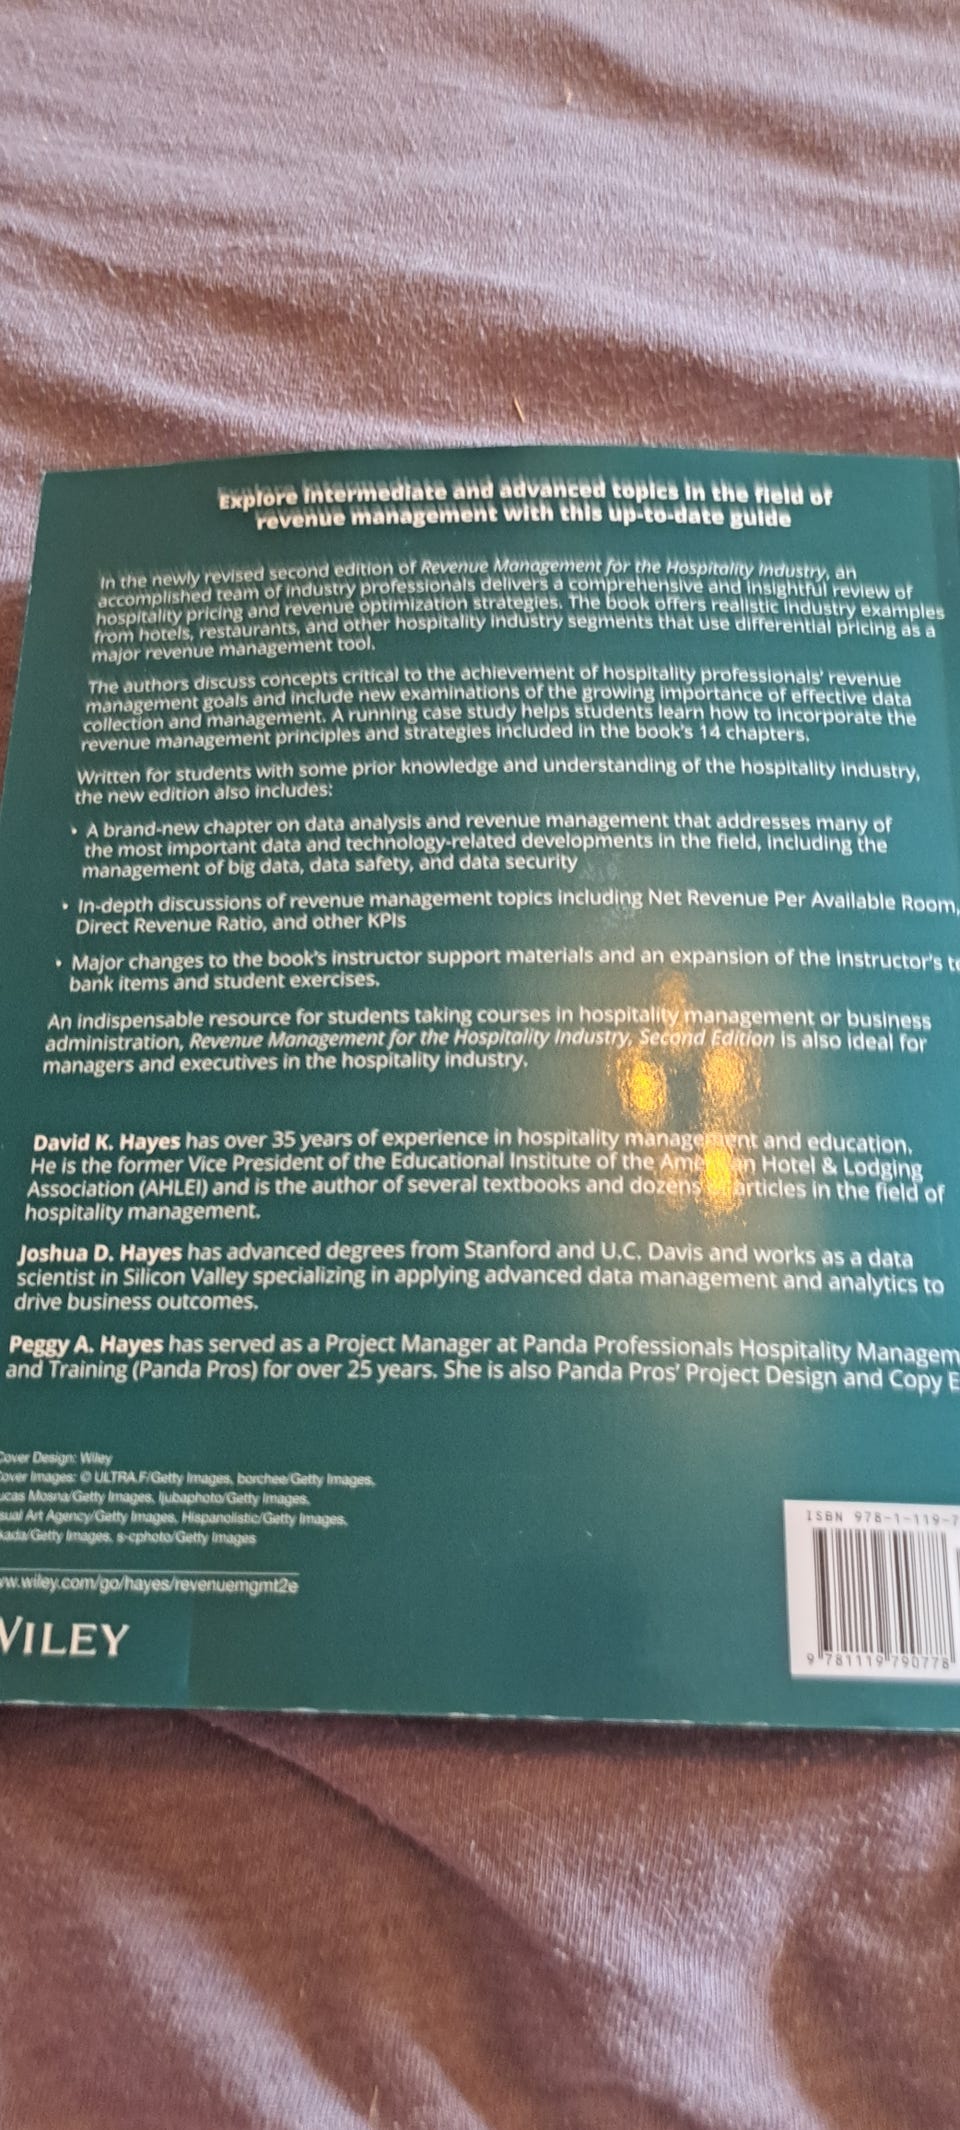 Explore intermediate and advanced topics in the field of
revenue management with this up-to-date guide
In the newly revised second edition of Revenue Management for the Hospitality Industry, an
accomplished team of industry professionals delivers a comprehensive and insightful review of
hospitality pricing and revenue optimization strategies. The book offers realistic industry examples
from hotels, restaurants, and other hospitality industry segments that use differential pricing as a
major revenue management tool.
The authors discuss concepts critical to the achievement of hospitality professionals' revenue
management goals and include new examinations of the growing importance of effective data
collection and management. A running case study helps students learn how to incorporate the
revenue management principles and strategies included in the book's 14 chapters.
Written for students with some prior knowledge and understanding of the hospitality industry,
the new edition also includes:
• A brand-new chapter on data analysis and revenue management that addresses many of
the most important data and technology-related developments in the field, including the
management of big data, data safety, and data security
• In-depth discussions of revenue management topics including Net Revenue Per Available Room,
Direct Revenue Ratio, and other KPIs
• Major changes to the book's instructor support materials and an expansion of the instructor's te
bank items and student exercises.
An indispensable resource for students taking courses in hospitality management or business
administration, Revenue Management for the Hospitality Industry, Second Edition is also ideal for
managers and executives in the hospitality industry.
David K. Hayes has over 35 years of experience in hospitality management and education.
He is the former Vice President of the Educational Institute of the American Hotel & Lodging
Association (AHLEI) and is the author of several textbooks and dozens articles in the field of
hospitality management.
Joshua D. Hayes has advanced degrees from Stanford and U.C. Davis and works as a data
scientist in Silicon Valley specializing in applying advanced data management and analytics to
drive business outcomes.
Peggy A. Hayes has served as a Project Manager at Panda Professionals Hospitality Managem
and Training (Panda Pros) for over 25 years. She is also Panda Pros' Project Design and Copy E
Cover Design: Wiley
over Images: © ULTRA.F/Getty Images, borchee/Getty Images,
ucas Mosna/Getty Images, ljubaphoto/Getty Images,
sual Art Agency/Getty Images, Hispanolistic/Getty Images,
kada/Getty Images, s-cphoto/Getty Images
ww.wiley.com/go/hayes/revenuemgmt2e
WILEY
ISBN 978-1-119-7
9 781119 790778